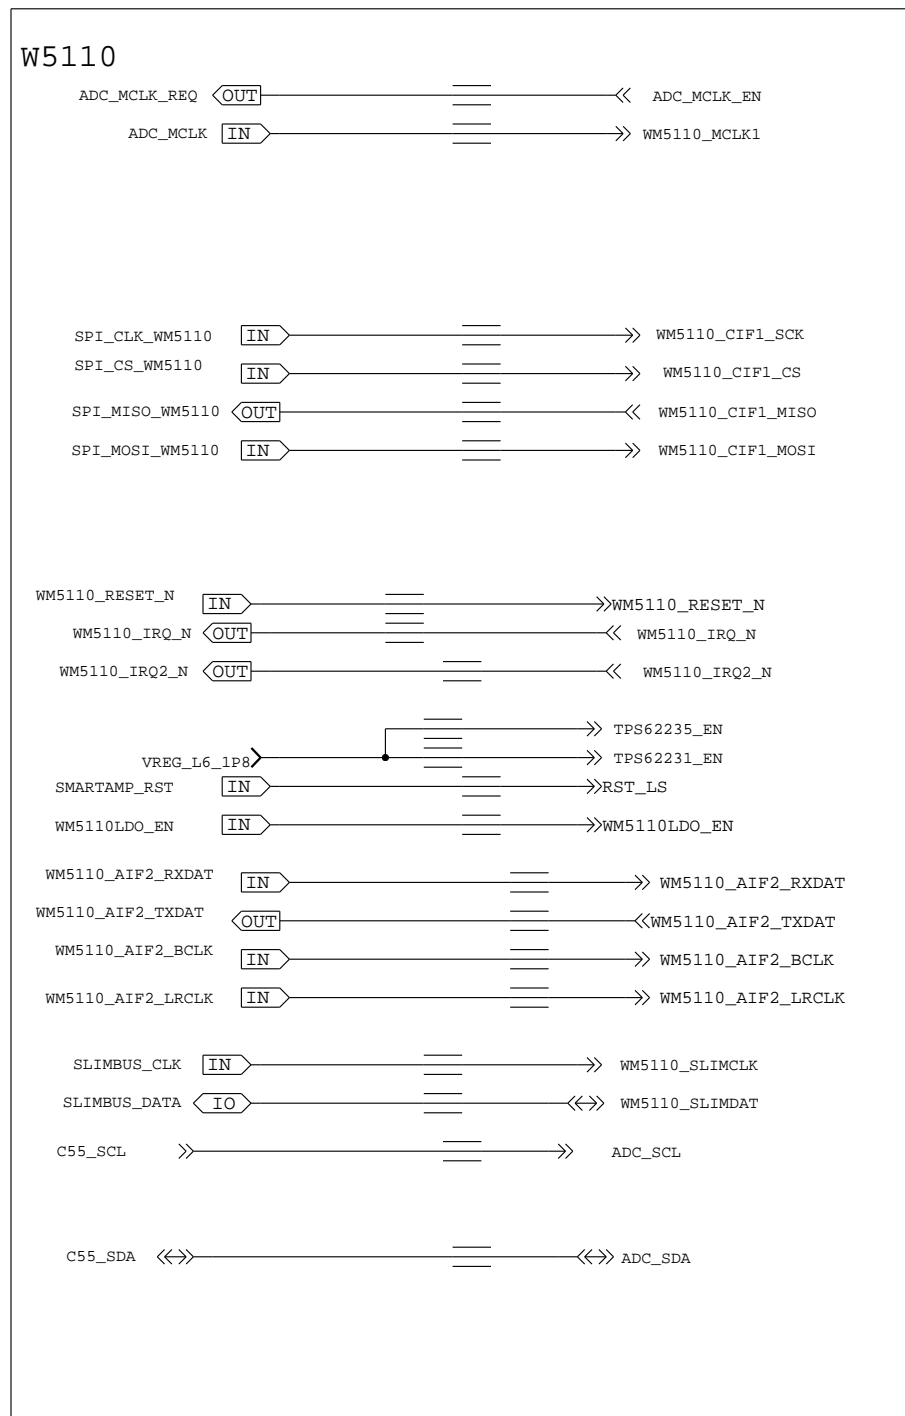 W5110
ADC_MCLK_REQ OUT ADC_MCLK_EN
ADC_MCLK IN WM5110_MCLK1
SPI_CLK_WM5110 IN WM5110_CIF1_SCK
SPI_CS_WM5110 IN WM5110_CIF1_CS
SPI_MISO_WM5110 OUT WM5110_CIF1_MISO
SPI_MOSI_WM5110 IN WM5110_CIF1_MOSI
WM5110_RESET_N IN WM5110_RESET_N
WM5110_IRQ_N OUT WM5110_IRQ_N
WM5110_IRQ2_N OUT WM5110_IRQ2_N
TPS62235_EN
VREG_L6_1P8 TPS62231_EN
SMARTAMP_RST IN RST_LS
WM5110LDO_EN IN WM5110LDO_EN
WM5110_AIF2_RXDAT IN WM5110_AIF2_RXDAT
WM5110_AIF2_TXDAT OUT WM5110_AIF2_TXDAT
WM5110_AIF2_BCLK IN WM5110_AIF2_BCLK
WM5110_AIF2_LRCLK IN WM5110_AIF2_LRCLK
SLIMBUS_CLK IN WM5110_SLIMCLK
SLIMBUS_DATA IO WM5110_SLIMDAT
C55_SCL ADC_SCL
C55_SDA ADC_SDA